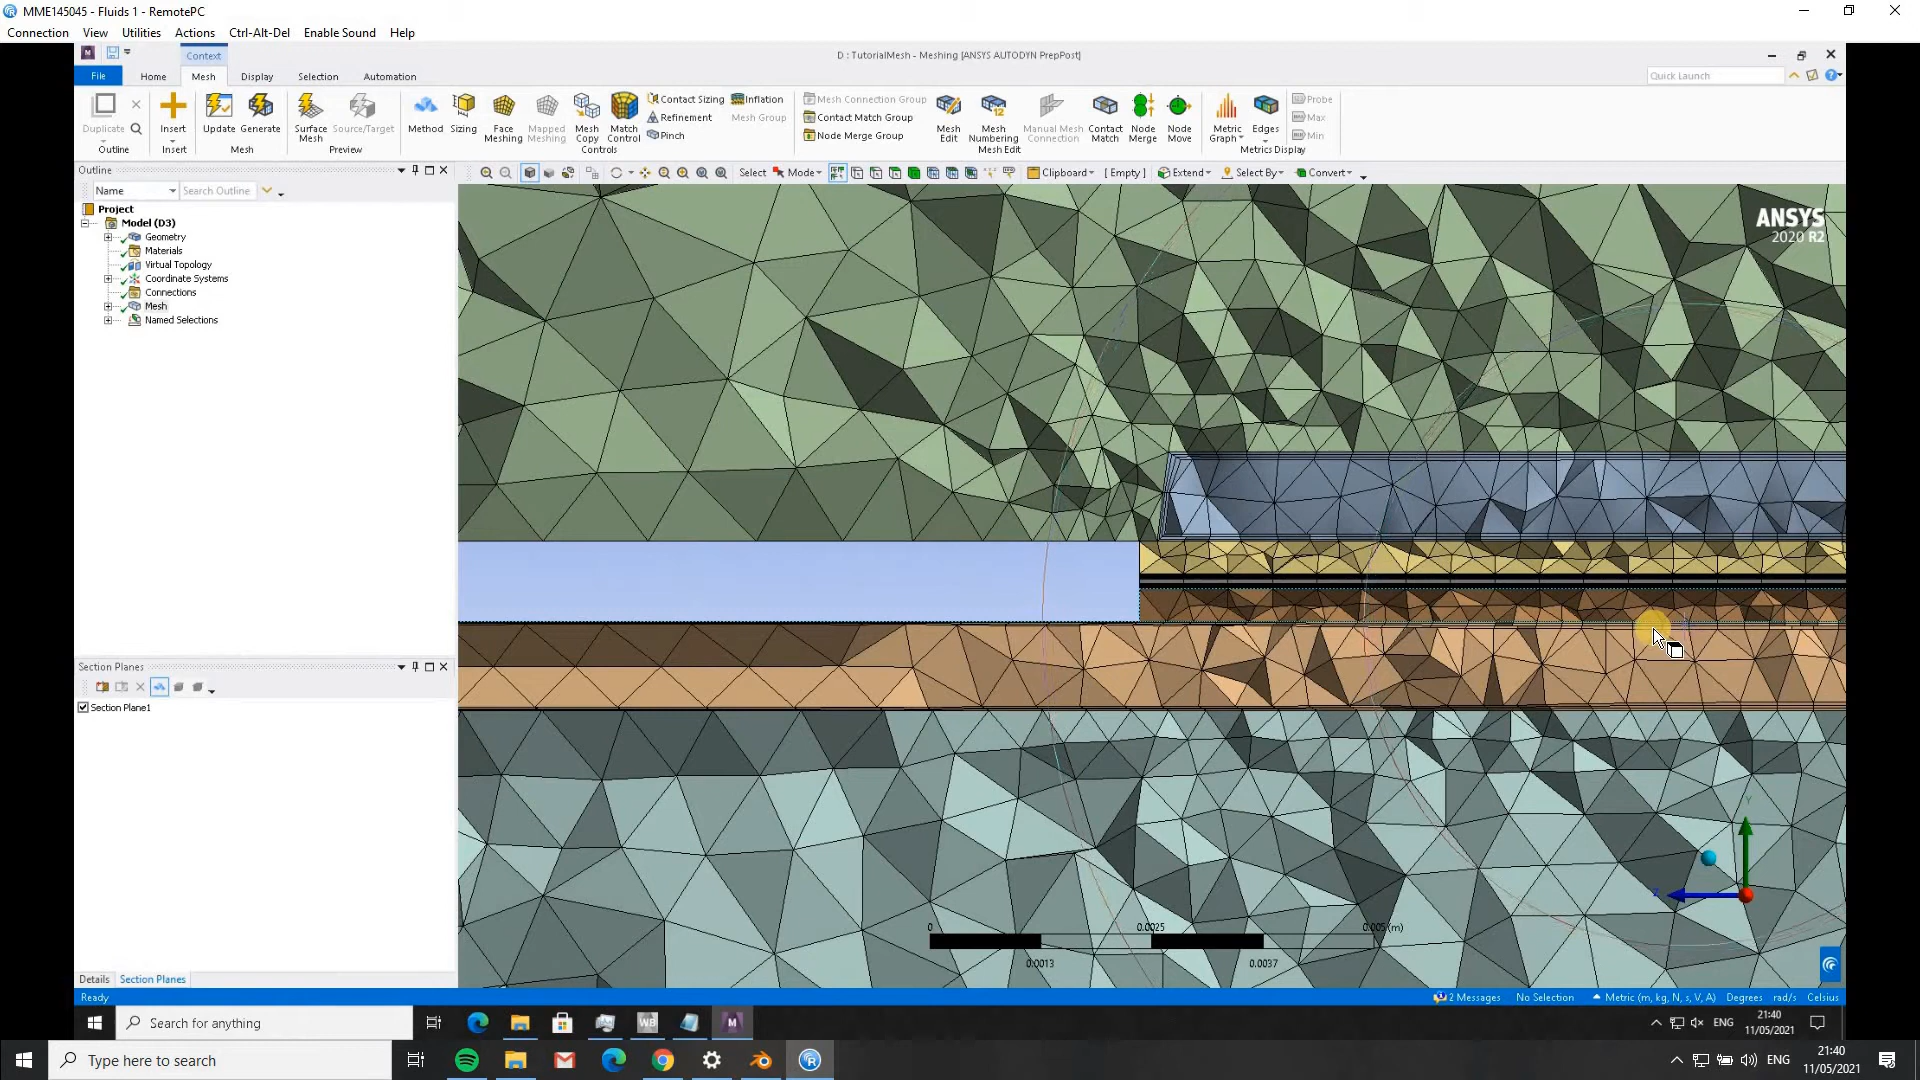 MME145045 - Fluids 1 - RemotePC
Connection View Utilities Actions Ctrl-Alt-Del Enable Sound Help
Context
D : TutorialMesh - Meshing [ANSYS AUTODYN PrepPost]
File Home Mesh Display Selection Automation
Quick Launch
Duplicate
Outline
Insert
Insert
Update Generate
Mesh
Surface Mesh
Source/Target
Preview
Method Sizing
Face Meshing
Mapped Meshing
Mesh Copy
Match Control
Contact Sizing Inflation
Refinement Mesh Group
Pinch
Controls
Mesh Connection Group
Contact Match Group
Node Merge Group
Mesh Edit
Mesh Numbering
Manual Mesh Connection
Contact Match
Node Merge
Node Move
Mesh Edit
Metric Graph
Edges
Probe
Max
Min
Metrics Display
Outline
Select Mode Clipboard [ Empty ] Extend Select By Convert
Name Search Outline
Project
Model (D3)
Geometry
Materials
Virtual Topology
Coordinate Systems
Connections
Mesh
Named Selections
ANSYS
2020 R2
Section Planes
Section Plane1
Y
Z
0 0.0025 0.005 (m)
0.0013 0.0037
Details Section Planes
Ready 2 Messages No Selection Metric (m, kg, N, s, V, A) Degrees rad/s Celsius
Search for anything
WB
M
ENG
21:40
11/05/2021
Type here to search
ENG
21:40
11/05/2021